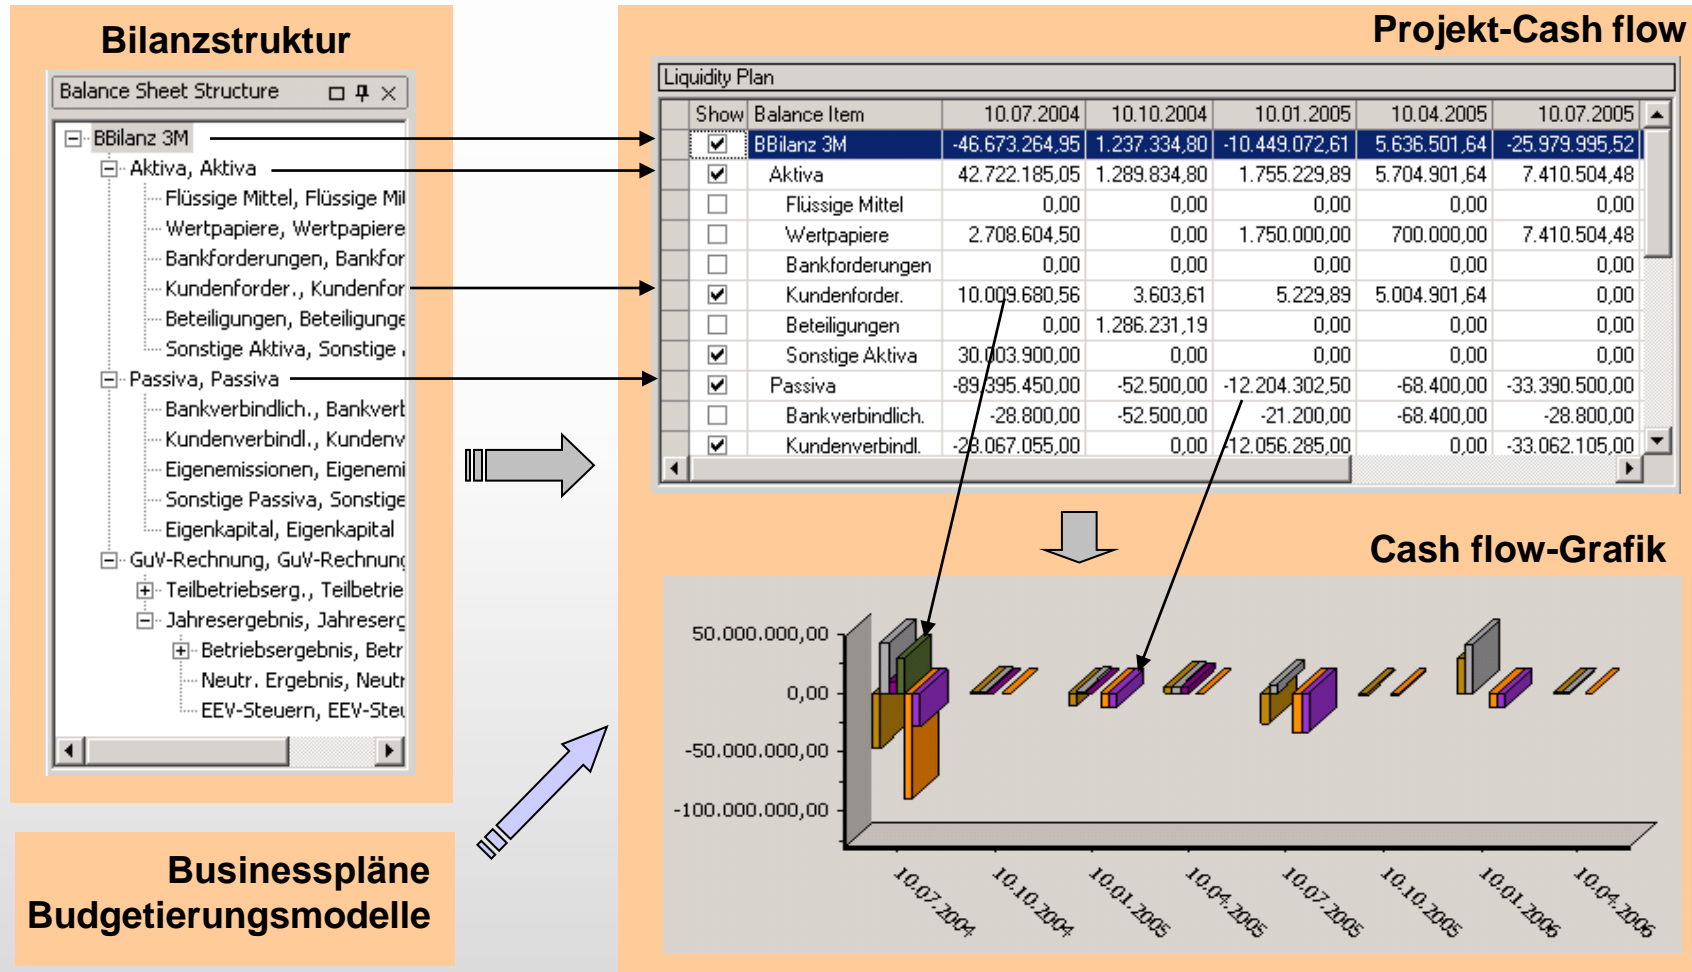 Bilanzstruktur
Balance Sheet Structure
BBilanz 3M
Aktiva, Aktiva
Flüssige Mittel, Flüssige Mit
Wertpapiere, Wertpapiere
Bankforderungen, Bankfor
Kundenforder., Kundenfor
Beteiligungen, Beteiligunge
Sonstige Aktiva, Sonstige
Passiva, Passiva
Bankverbindlich., Bankverb
Kundenverbindl., Kundenv
Eigenemissionen, Eigenemi
Sonstige Passiva, Sonstige
Eigenkapital, Eigenkapital
GuV-Rechnung, GuV-Rechnung
Teilbetriebserg., Teilbetrie
Jahresergebnis, Jahreserg
Betriebsergebnis, Betr
Neutr. Ergebnis, Neutr
EEV-Steuern, EEV-Steu
Businesspläne
Budgetierungsmodelle
Projekt-Cash flow
Liquidity Plan
Show Balance Item 10.07.2004 10.10.2004 10.01.2005 10.04.2005 10.07.2005
BBilanz 3M -46.673.264,95 1.237.334,80 -10.449.072,61 5.636.501,64 -25.979.995,52
Aktiva 42.722.185,05 1.289.834,80 1.755.229,89 5.704.901,64 7.410.504,48
Flüssige Mittel 0,00 0,00 0,00 0,00 0,00
Wertpapiere 2.708.604,50 0,00 1.750.000,00 700.000,00 7.410.504,48
Bankforderungen 0,00 0,00 0,00 0,00 0,00
Kundenforder. 10.009.680,56 3.603,61 5.229,89 5.004.901,64 0,00
Beteiligungen 0,00 1.286.231,19 0,00 0,00 0,00
Sonstige Aktiva 30.003.900,00 0,00 0,00 0,00 0,00
Passiva -89.395.450,00 -52.500,00 -12.204.302,50 -68.400,00 -33.390.500,00
Bankverbindlich. -28.800,00 -52.500,00 -21.200,00 -68.400,00 -28.800,00
Kundenverbindl. -28.067.055,00 0,00 -12.056.285,00 0,00 -33.062.105,00
Cash flow-Grafik
50.000.000,00
0,00
-50.000.000,00
-100.000.000,00
10.07.2004 10.10.2004 10.01.2005 10.04.2005 10.07.2005 10.10.2005 10.01.2006 10.04.2006